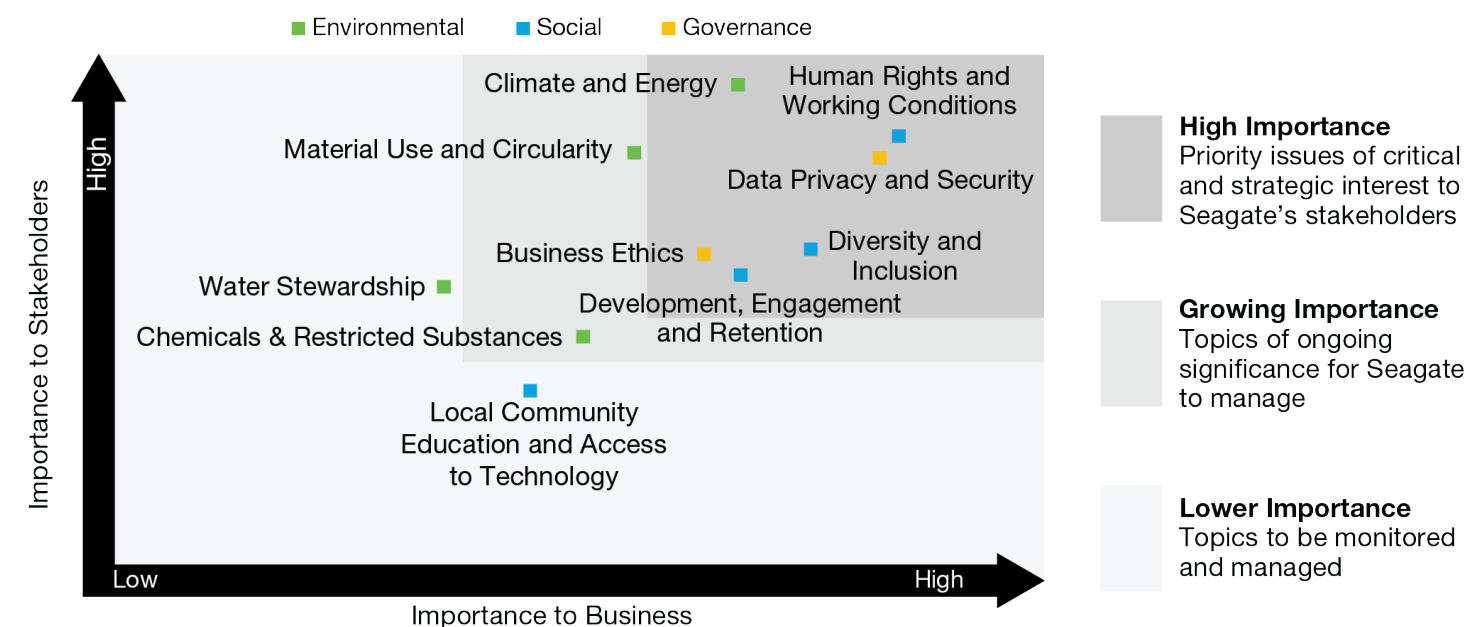 Environmental
Social
Governance
High
Importance to Stakeholders
Climate and Energy
Human Rights and
Working Conditions
Material Use and Circularity
Data Privacy and Security
Business Ethics
Diversity and
Inclusion
Water Stewardship
Development, Engagement
and Retention
Chemicals & Restricted Substances
Local Community
Education and Access
to Technology
Low
High
Importance to Business
High Importance
Priority issues of critical
and strategic interest to
Seagate’s stakeholders
Growing Importance
Topics of ongoing
significance for Seagate
to manage
Lower Importance
Topics to be monitored
and managed